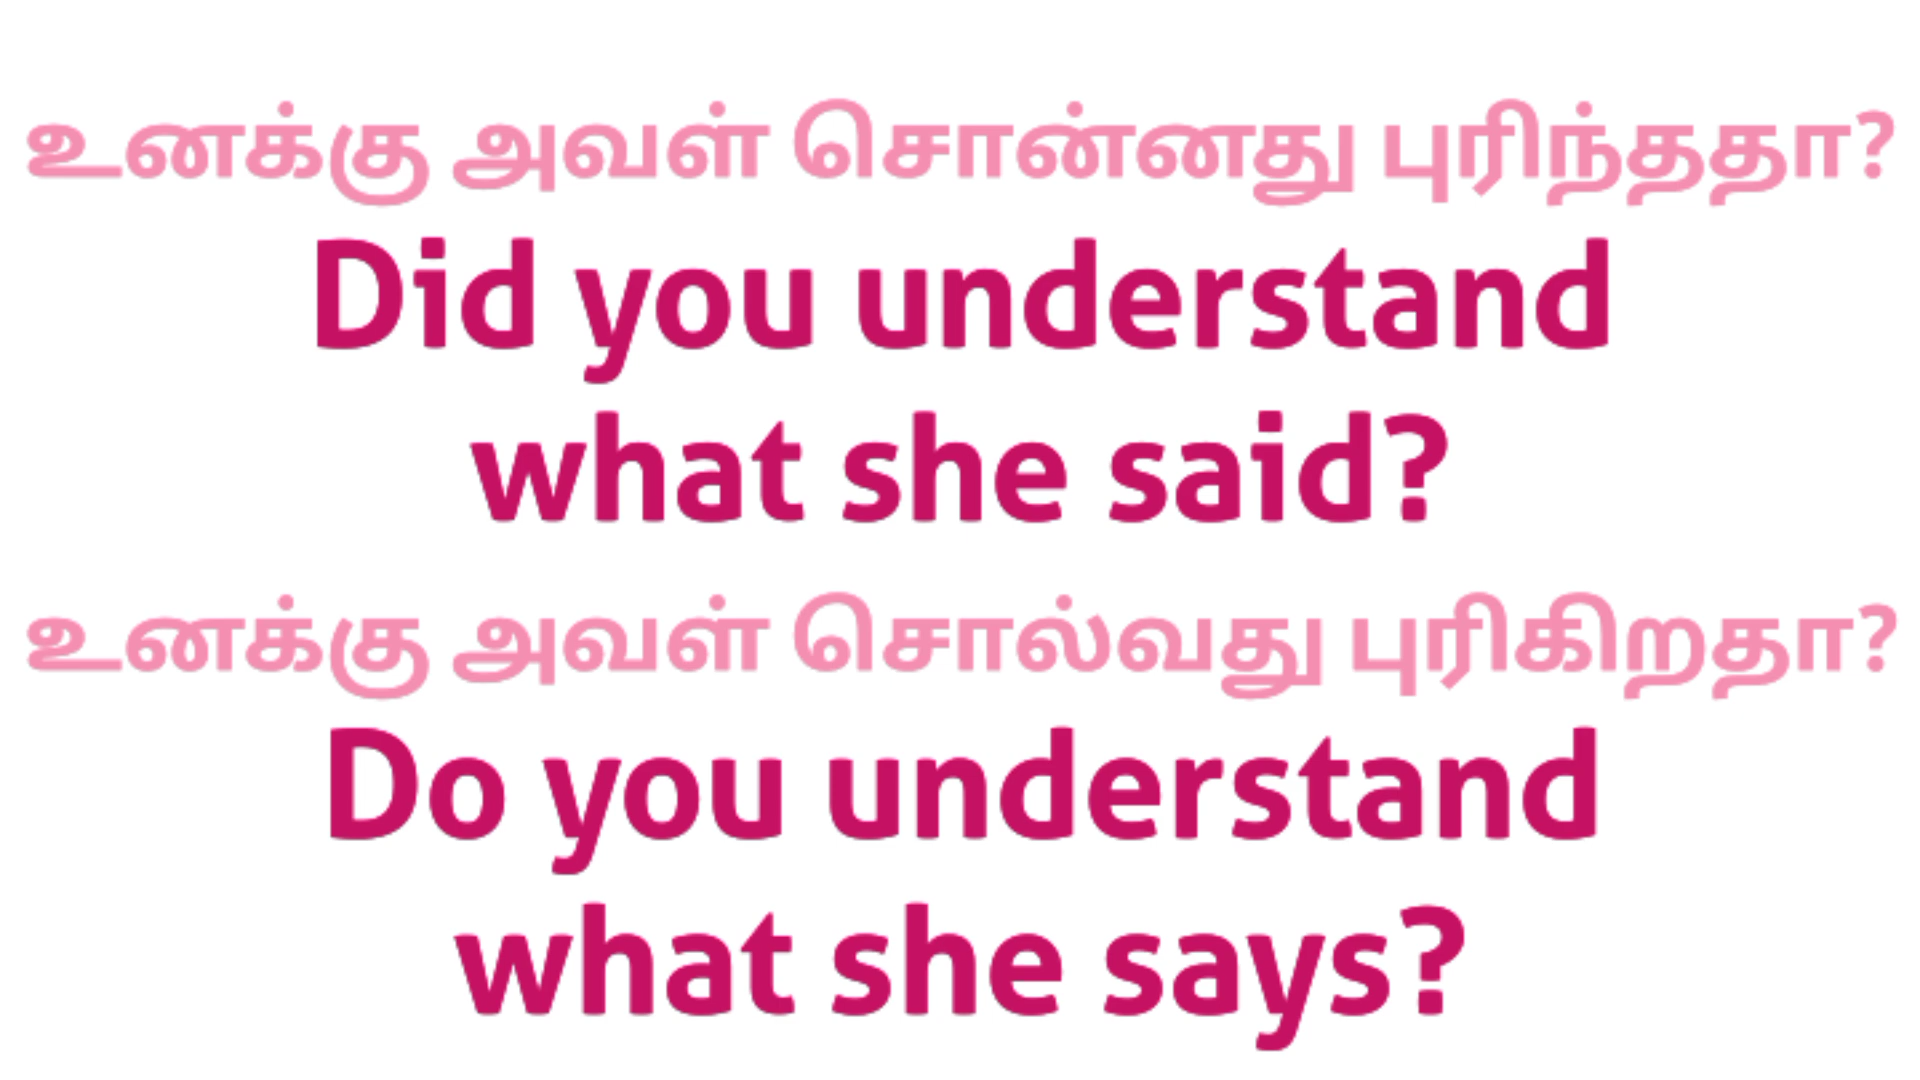 உனக்கு அவள் சொன்னது புரிந்ததா?
Did you understand
what she said?
உனக்கு அவள் சொல்வது புரிகிறதா?
Do you understand
what she says?